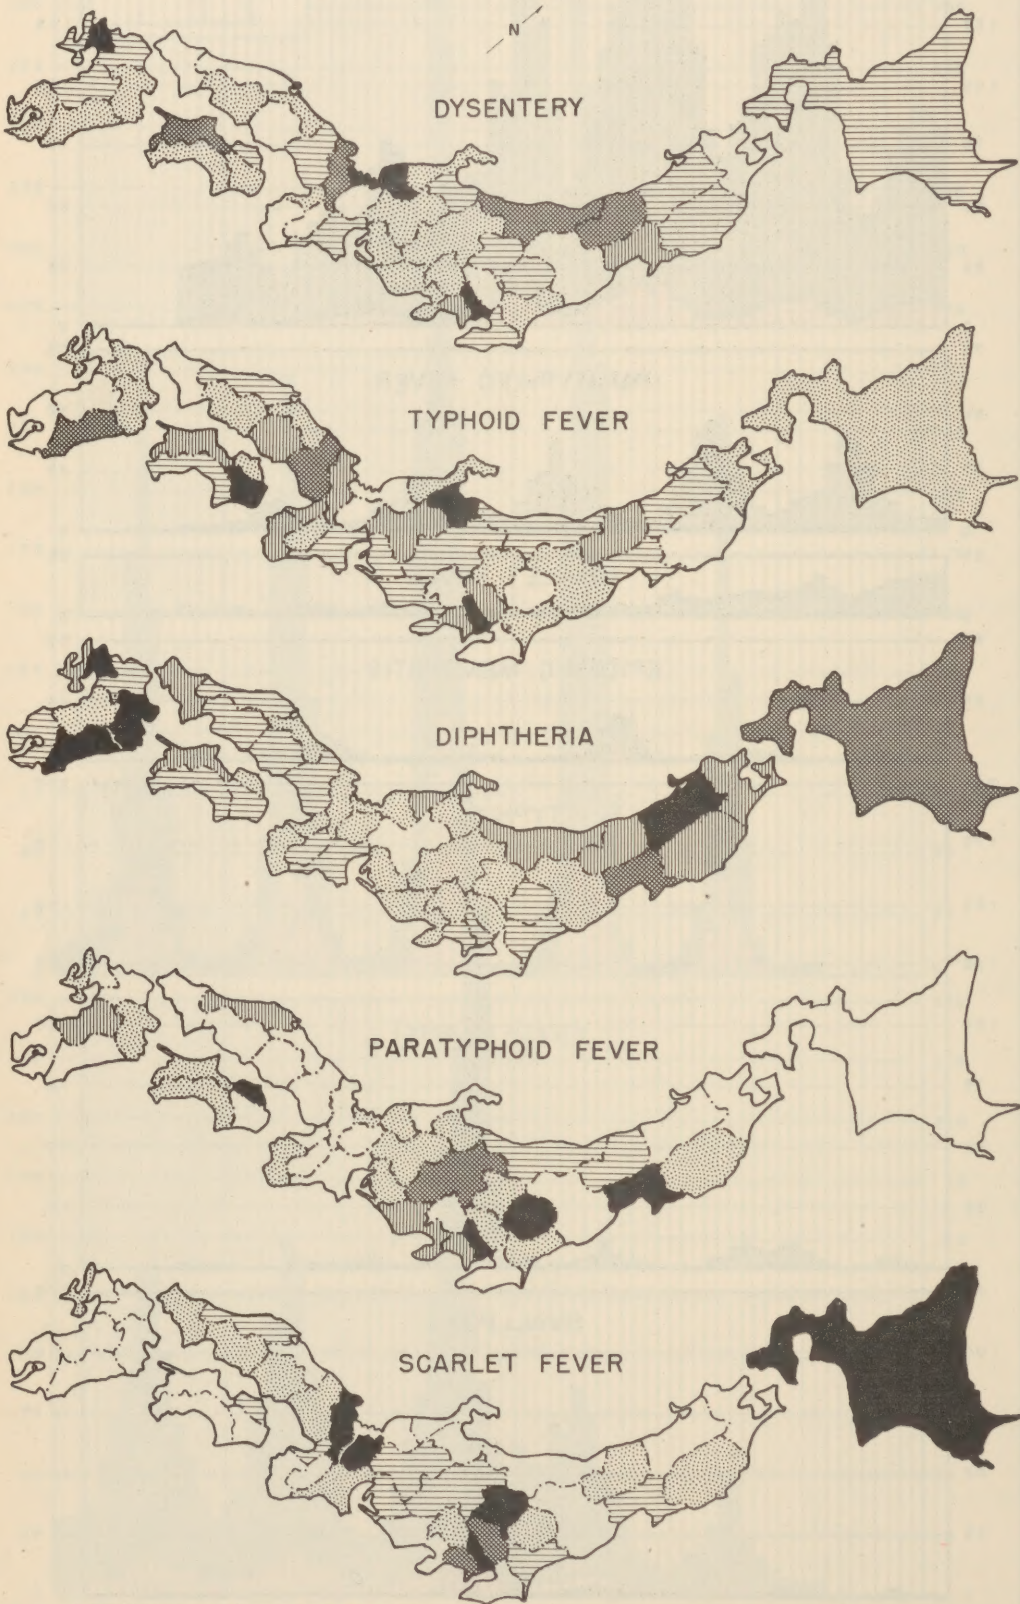 N
DYSENTERY
TYPHOID FEVER
DIPHTHERIA
PARATYPHOID FEVER
SCARLET FEVER